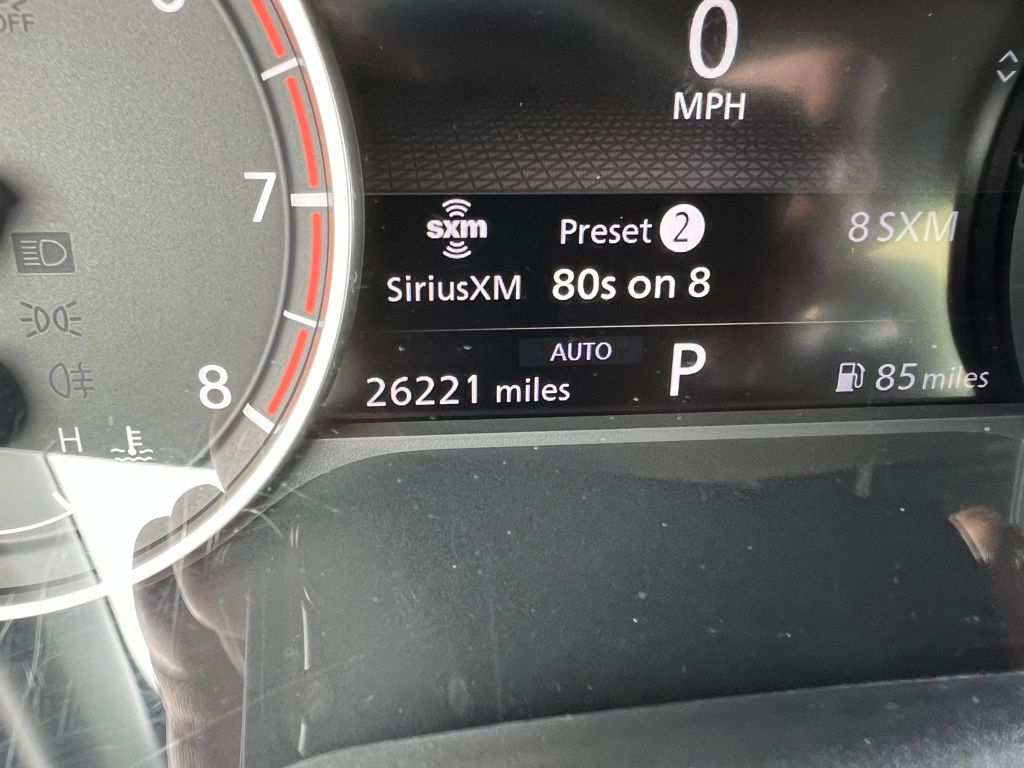 OFF
0
MPH
7
sxm
Preset 2
8 SXM
SiriusXM
80s on 8
8
AUTO
26221 miles
P
85 miles
H